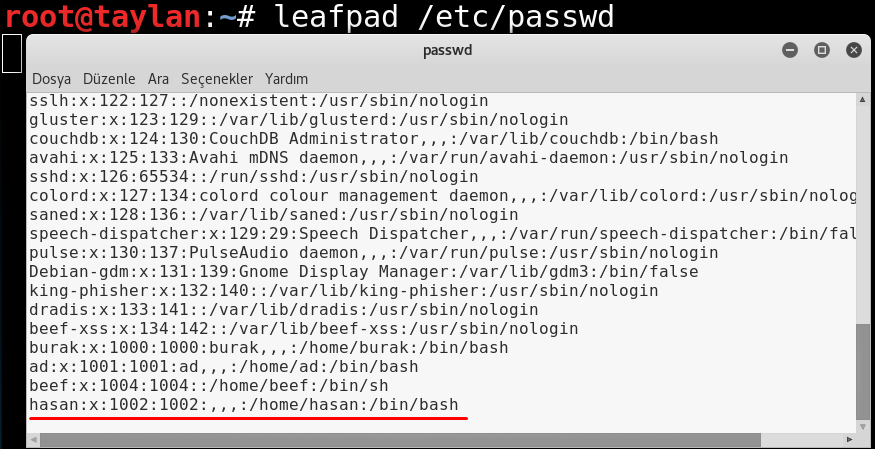 root@taylan:~# leafpad /etc/passwd
passwd
Dosya Düzenle Ara Seçenekler Yardım
sslh:x:122:127::/nonexistent:/usr/sbin/nologin
gluster:x:123:129::/var/lib/glusterd:/usr/sbin/nologin
couchdb:x:124:130:CouchDB Administrator,,,:/var/lib/couchdb:/bin/bash
avahi:x:125:133:Avahi mDNS daemon,,,:/var/run/avahi-daemon:/usr/sbin/nologin
sshd:x:126:65534::/run/sshd:/usr/sbin/nologin
colord:x:127:134:colord colour management daemon,,,:/var/lib/colord:/usr/sbin/nolog
saned:x:128:136::/var/lib/saned:/usr/sbin/nologin
speech-dispatcher:x:129:29:Speech Dispatcher,,,:/var/run/speech-dispatcher:/bin/fal
pulse:x:130:137:PulseAudio daemon,,,:/var/run/pulse:/usr/sbin/nologin
Debian-gdm:x:131:139:Gnome Display Manager:/var/lib/gdm3:/bin/false
king-phisher:x:132:140::/var/lib/king-phisher:/usr/sbin/nologin
dradis:x:133:141::/var/lib/dradis:/usr/sbin/nologin
beef-xss:x:134:142::/var/lib/beef-xss:/usr/sbin/nologin
burak:x:1000:1000:burak,,,:/home/burak:/bin/bash
ad:x:1001:1001:ad,,,:/home/ad:/bin/bash
beef:x:1004:1004::/home/beef:/bin/sh
hasan:x:1002:1002:,,,:/home/hasan:/bin/bash